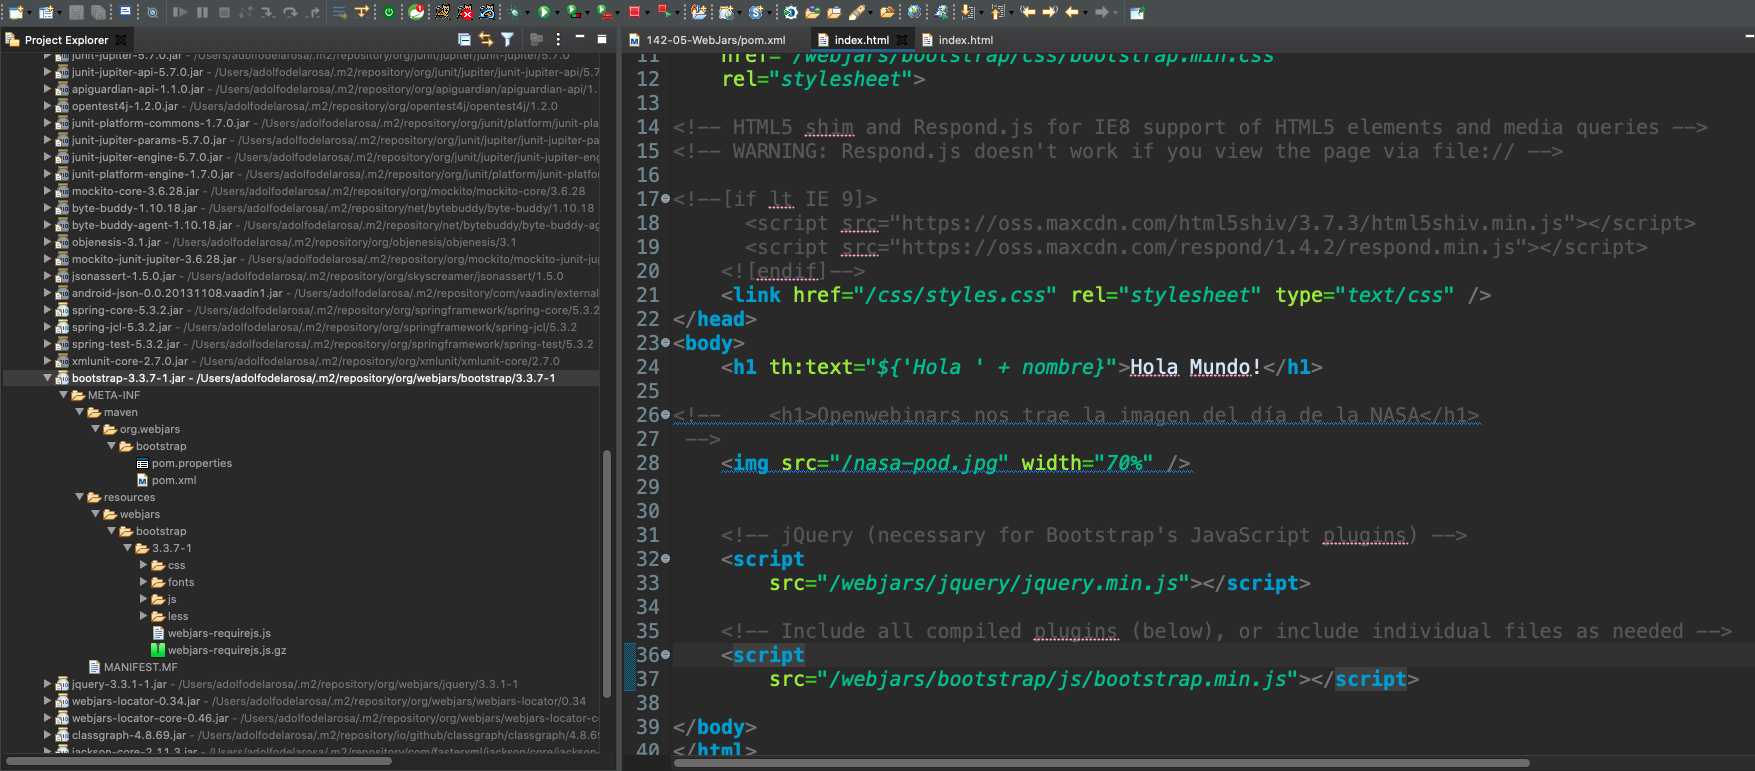 Project Explorer
junit-jupiter-5.7.0.jar - /Users/adolfodelarosa/.m2/repository/org/junit/jupiter/junit-jupiter/5.7.0
junit-jupiter-api-5.7.0.jar - /Users/adolfodelarosa/.m2/repository/org/junit/jupiter/junit-jupiter-api/5.7
apiguardian-api-1.1.0.jar - /Users/adolfodelarosa/.m2/repository/org/apiguardian/apiguardian-api/1.
opentest4j-1.2.0.jar - /Users/adolfodelarosa/.m2/repository/org/opentest4j/opentest4j/1.2.0
junit-platform-commons-1.7.0.jar - /Users/adolfodelarosa/.m2/repository/org/junit/platform/junit-pla
junit-jupiter-params-5.7.0.jar - /Users/adolfodelarosa/.m2/repository/org/junit/jupiter/junit-jupiter-pa
junit-jupiter-engine-5.7.0.jar - /Users/adolfodelarosa/.m2/repository/org/junit/jupiter/junit-jupiter-eng
junit-platform-engine-1.7.0.jar - /Users/adolfodelarosa/.m2/repository/org/junit/platform/junit-platfor
mockito-core-3.6.28.jar - /Users/adolfodelarosa/.m2/repository/org/mockito/mockito-core/3.6.28
byte-buddy-1.10.18.jar - /Users/adolfodelarosa/.m2/repository/net/bytebuddy/byte-buddy/1.10.18
byte-buddy-agent-1.10.18.jar - /Users/adolfodelarosa/.m2/repository/net/bytebuddy/byte-buddy-ag
objenesis-3.1.jar - /Users/adolfodelarosa/.m2/repository/org/objenesis/objenesis/3.1
mockito-junit-jupiter-3.6.28.jar - /Users/adolfodelarosa/.m2/repository/org/mockito/mockito-junit-jup
jsonassert-1.5.0.jar - /Users/adolfodelarosa/.m2/repository/org/skyscreamer/jsonassert/1.5.0
android-json-0.0.20131108.vaadin1.jar - /Users/adolfodelarosa/.m2/repository/com/vaadin/external
spring-core-5.3.2.jar - /Users/adolfodelarosa/.m2/repository/org/springframework/spring-core/5.3.2
spring-jcl-5.3.2.jar - /Users/adolfodelarosa/.m2/repository/org/springframework/spring-jcl/5.3.2
spring-test-5.3.2.jar - /Users/adolfodelarosa/.m2/repository/org/springframework/spring-test/5.3.2
xmlunit-core-2.7.0.jar - /Users/adolfodelarosa/.m2/repository/org/xmlunit/xmlunit-core/2.7.0
bootstrap-3.3.7-1.jar - /Users/adolfodelarosa/.m2/repository/org/webjars/bootstrap/3.3.7-1
META-INF
maven
org.webjars
bootstrap
pom.properties
pom.xml
resources
webjars
bootstrap
3.3.7-1
css
fonts
js
less
webjars-requirejs.js
webjars-requirejs.js.gz
MANIFEST.MF
jquery-3.3.1-1.jar - /Users/adolfodelarosa/.m2/repository/org/webjars/jquery/3.3.1-1
webjars-locator-0.34.jar - /Users/adolfodelarosa/.m2/repository/org/webjars/webjars-locator/0.34
webjars-locator-core-0.46.jar - /Users/adolfodelarosa/.m2/repository/org/webjars/webjars-locator-co
classgraph-4.8.69.jar - /Users/adolfodelarosa/.m2/repository/io/github/classgraph/classgraph/4.8.69
jackson-core-2.11.3.jar - /Users/adolfodelarosa/.m2/repository/com/fasterxml/jackson/core/jackson-
142-05-WebJars/pom.xml index.html index.html
11 href="/webjars/bootstrap/css/bootstrap.min.css"
12 rel="stylesheet">
13
14 <!-- HTML5 shim and Respond.js for IE8 support of HTML5 elements and media queries -->
15 <!-- WARNING: Respond.js doesn't work if you view the page via file:// -->
16
17 <!--[if lt IE 9]>
18 <script src="https://oss.maxcdn.com/html5shiv/3.7.3/html5shiv.min.js"></script>
19 <script src="https://oss.maxcdn.com/respond/1.4.2/respond.min.js"></script>
20 <![endif]-->
21 <link href="/css/styles.css" rel="stylesheet" type="text/css" />
22 </head>
23 <body>
24 <h1 th:text="${'Hola ' + nombre}">Hola Mundo!</h1>
25
26 <!-- <h1>Openwebinars nos trae la imagen del día de la NASA</h1>
27 -->
28 <img src="/nasa-pod.jpg" width="70%" />
29
30
31 <!-- jQuery (necessary for Bootstrap's JavaScript plugins) -->
32 <script
33 src="/webjars/jquery/jquery.min.js"></script>
34
35 <!-- Include all compiled plugins (below), or include individual files as needed -->
36 <script
37 src="/webjars/bootstrap/js/bootstrap.min.js"></script>
38
39 </body>
40 </html>